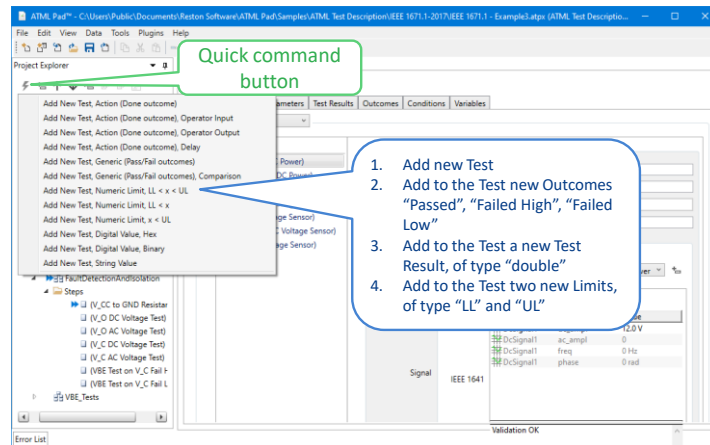 ATML Pad™ - C:\Users\Public\Documents\Reston Software\ATML Pad\Samples\ATML Test Description\IEEE 1671.1-2017\IEEE 1671.1 - Example3.atpx (ATML Test Descriptio...
File Edit View Data Tools Plugins Help
Project Explorer
Quick command
button
Test Results Outcomes Conditions Variables
Add New Test, Action (Done outcome)
Add New Test, Action (Done outcome), Operator Input
Add New Test, Action (Done outcome), Operator Output
Add New Test, Action (Done outcome), Delay
Add New Test, Generic (Pass/Fail outcomes)
Add New Test, Generic (Pass/Fail outcomes), Comparison
Add New Test, Numeric Limit, LL < x < UL
Add New Test, Numeric Limit, LL < x
Add New Test, Numeric Limit, x < UL
Add New Test, Digital Value, Hex
Add New Test, Digital Value, Binary
Add New Test, String Value
Power)
DC Power)
ge Sensor)
Voltage Sensor)
age Sensor)
1. Add new Test
2. Add to the Test new Outcomes
“Passed”, “Failed High”, “Failed
Low”
3. Add to the Test a new Test
Result, of type “double”
4. Add to the Test two new Limits,
of type “LL” and “UL”
FaultDetectionAndIsolation
Steps
(V_CC to GND Resistar
(V_O DC Voltage Test)
(V_O AC Voltage Test)
(V_C DC Voltage Test)
(V_C AC Voltage Test)
(VBE Test on V_C Fail H
(VBE Test on V_C Fail L
VBE_Tests
12.0 V
DcSignal1 ac_ampl 0
DcSignal1 freq 0 Hz
DcSignal1 phase 0 rad
Signal
IEEE 1641
Validation OK
Error List